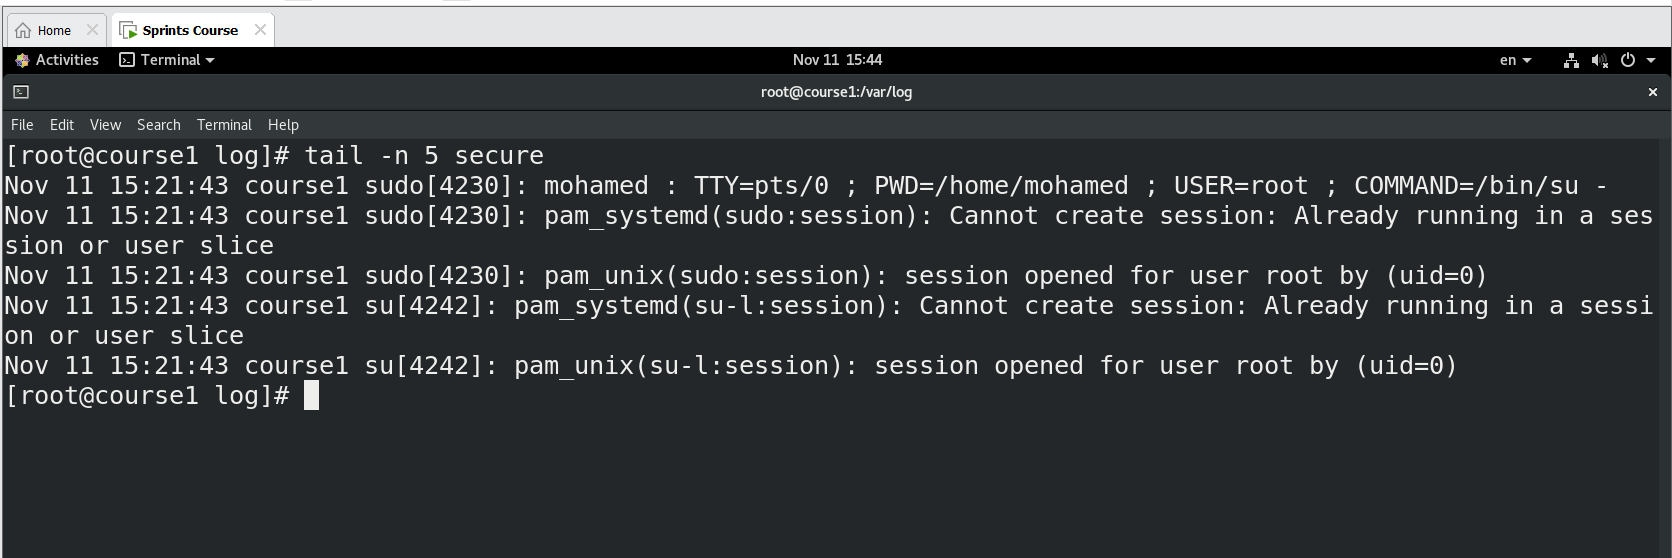 Home
Sprints Course
Activities
Terminal
Nov 11 15:44
en
root@course1:/var/log
File Edit View Search Terminal Help
[root@course1 log]# tail -n 5 secure
Nov 11 15:21:43 course1 sudo[4230]: mohamed : TTY=pts/0 ; PWD=/home/mohamed ; USER=root ; COMMAND=/bin/su -
Nov 11 15:21:43 course1 sudo[4230]: pam_systemd(sudo:session): Cannot create session: Already running in a ses
sion or user slice
Nov 11 15:21:43 course1 sudo[4230]: pam_unix(sudo:session): session opened for user root by (uid=0)
Nov 11 15:21:43 course1 su[4242]: pam_systemd(su-l:session): Cannot create session: Already running in a sessi
on or user slice
Nov 11 15:21:43 course1 su[4242]: pam_unix(su-l:session): session opened for user root by (uid=0)
[root@course1 log]#